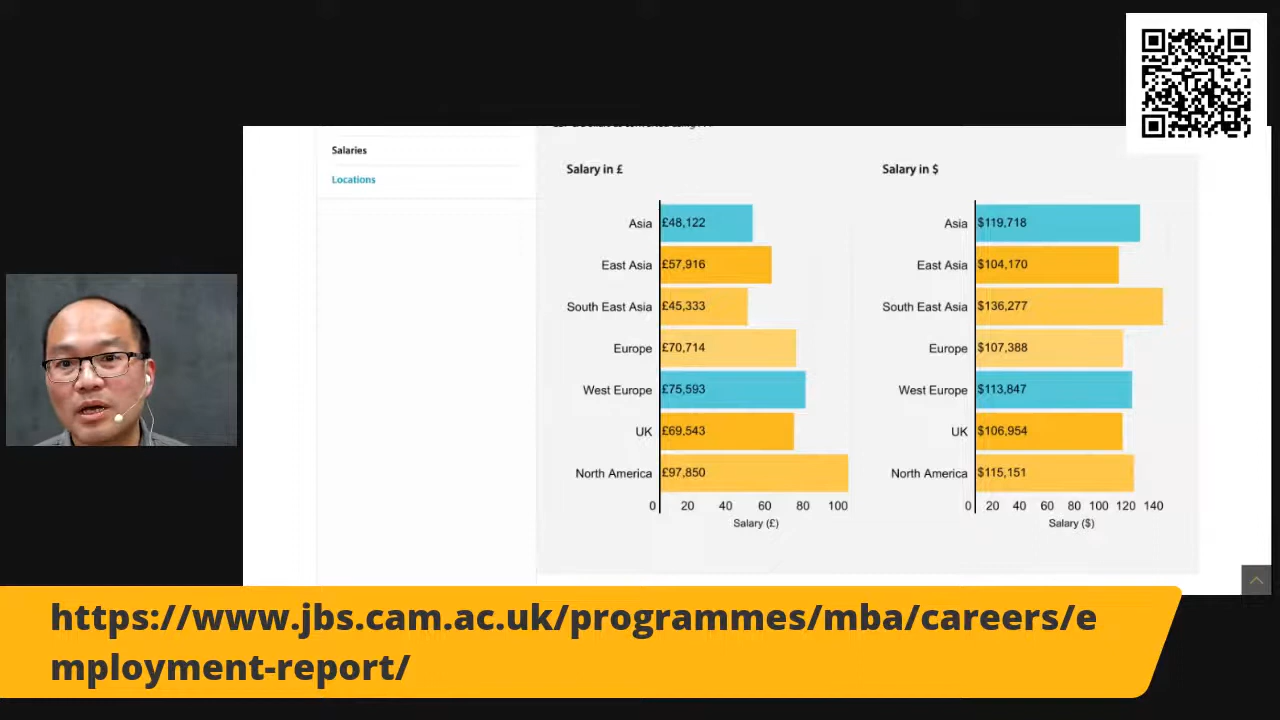 Salaries
Locations
Salary in £
Asia £48,122
East Asia £57,916
South East Asia £45,333
Europe £70,714
West Europe £75,593
UK £69,543
North America £97,850
0 20 40 60 80 100
Salary (£)
Salary in $
Asia $119,718
East Asia $104,170
South East Asia $136,277
Europe $107,388
West Europe $113,847
UK $106,954
North America $115,151
0 20 40 60 80 100 120 140
Salary ($)
https://www.jbs.cam.ac.uk/programmes/mba/careers/e
mployment-report/